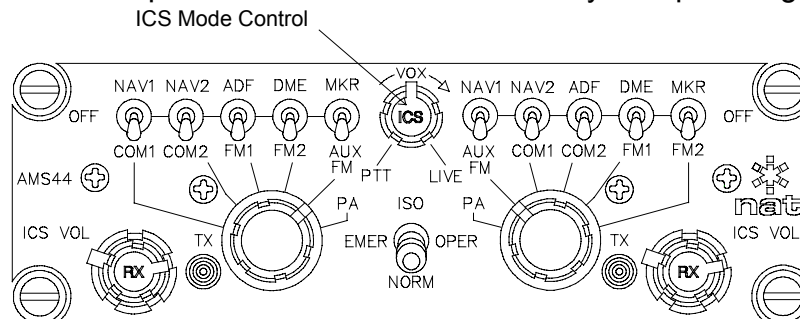 ICS Mode Control
VOX
NAV1 NAV2 ADF DME MKR
NAV1 NAV2 ADF DME MKR
OFF
ICS
OFF
COM1 COM2 FM1 FM2 AUX FM
AUX FM COM1 COM2 FM1 FM2
PTT
LIVE
AMS44
nat
PA
ISO
PA
ICS VOL
TX
EMER
OPER
TX
ICS VOL
RX
RX
NORM